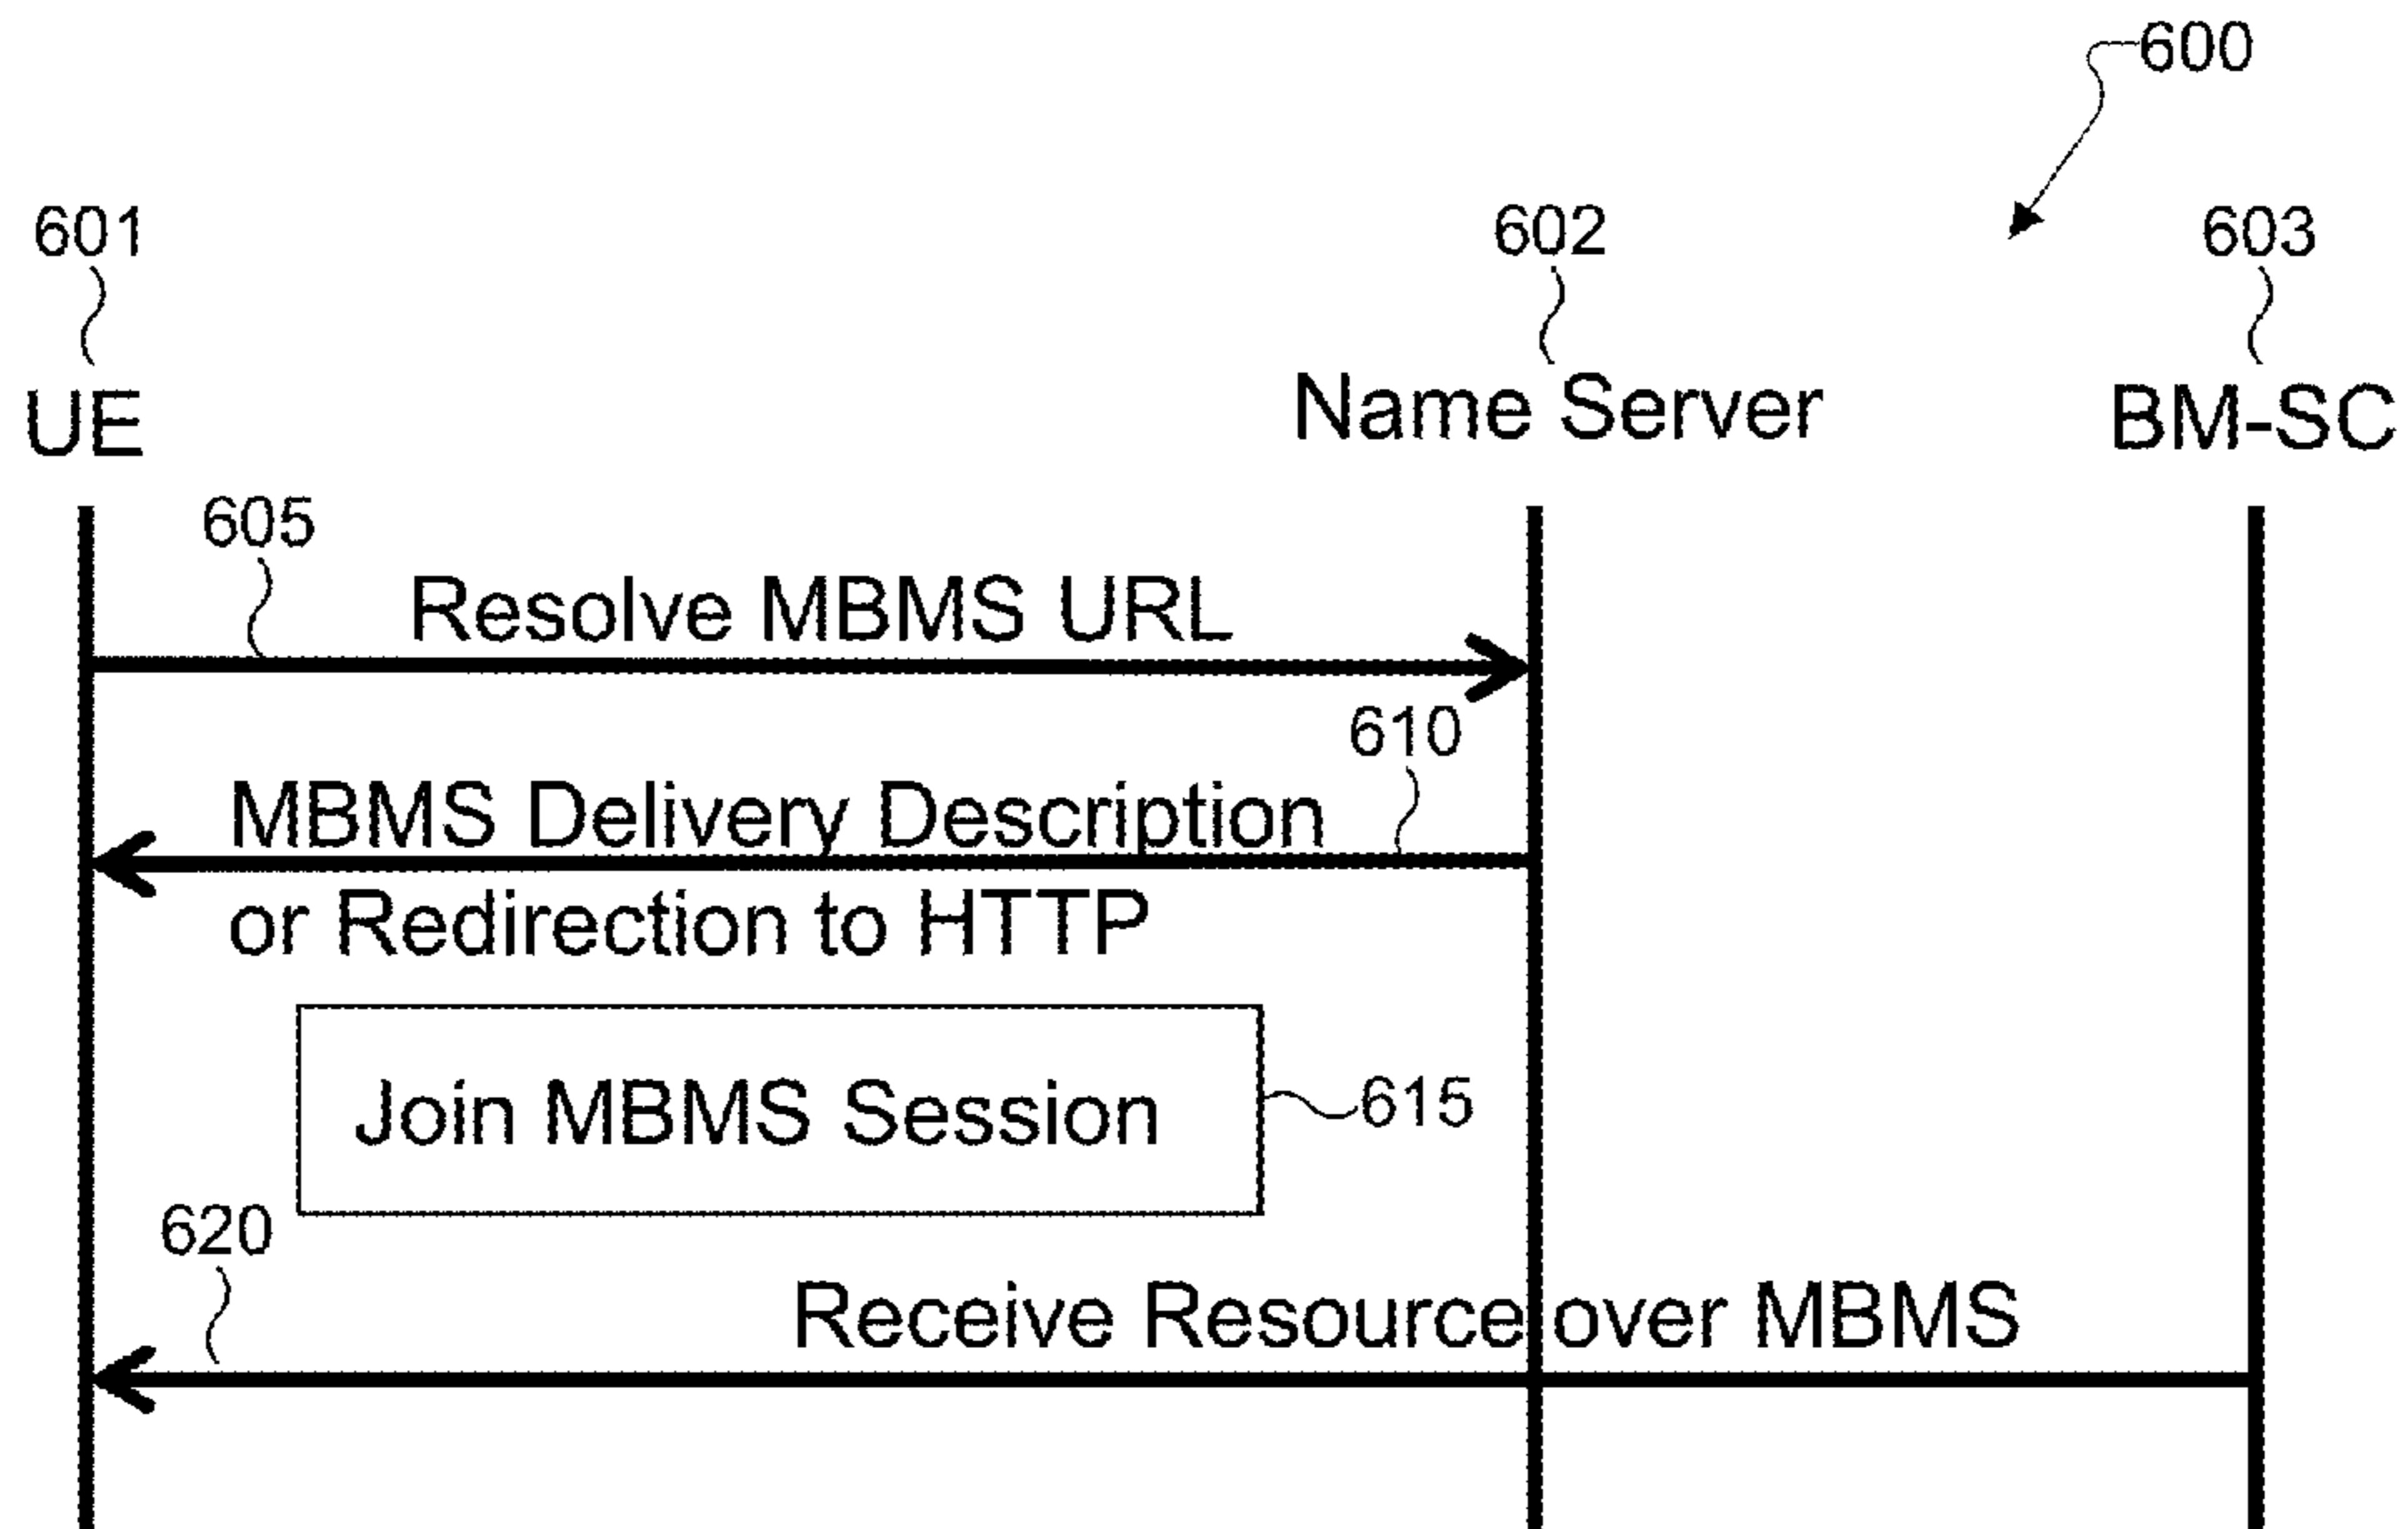 600
601
602
603
UE
Name Server
BM-SC
605
Resolve MBMS URL
610
MBMS Delivery Description
or Redirection to HTTP
Join MBMS Session
615
620
Receive Resource over MBMS